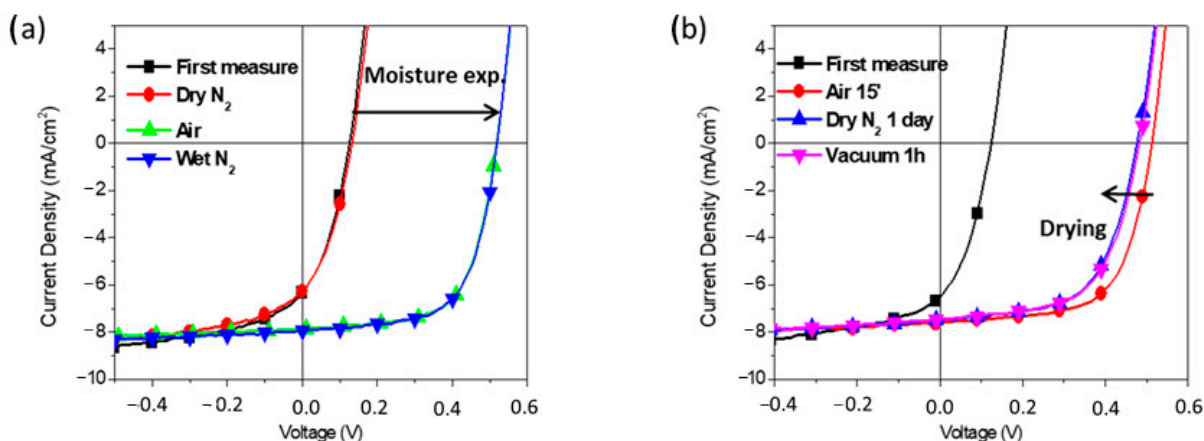 (a)
First measure
Dry N₂
Air
Wet N₂
Moisture exp.
4
2
0
−2
−4
−6
−8
−10
Current Density (mA/cm²)
−0.4
−0.2
0.0
0.2
0.4
0.6
Voltage (V)
(b)
First measure
Air 15'
Dry N₂ 1 day
Vacuum 1h
Drying
4
2
0
−2
−4
−6
−8
−10
Current Density (mA/cm²)
−0.4
−0.2
0.0
0.2
0.4
0.6
Voltage (V)